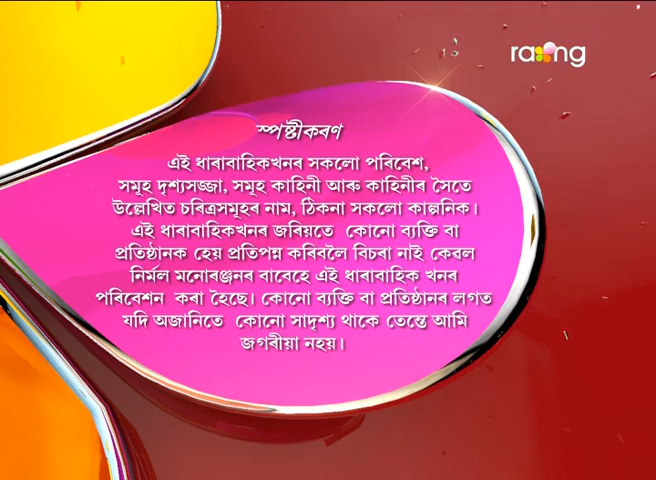 rang
স্পষ্টীকৰণ
এই ধাৰাবাহিকখনৰ সকলো পৰিবেশ,
সমূহ দৃশ্যসজ্জা, সমূহ কাহিনী আৰু কাহিনীৰ সৈতে
উল্লেখিত চৰিত্ৰসমূহৰ নাম, ঠিকনা সকলো কাল্পনিক।
এই ধাৰাবাহিকখনৰ জৰিয়তে কোনো ব্যক্তি বা
প্ৰতিষ্ঠানক হেয় প্ৰতিপন্ন কৰিবলৈ বিচৰা নাই কেৱল
নিৰ্মল মনোৰঞ্জনৰ বাবেহে এই ধাৰাবাহিক খনৰ
পৰিবেশন কৰা হৈছে। কোনো ব্যক্তি বা প্ৰতিষ্ঠানৰ লগত
যদি অজানিতে কোনো সাদৃশ্য থাকে তেন্তে আমি
জগৰীয়া নহয়।